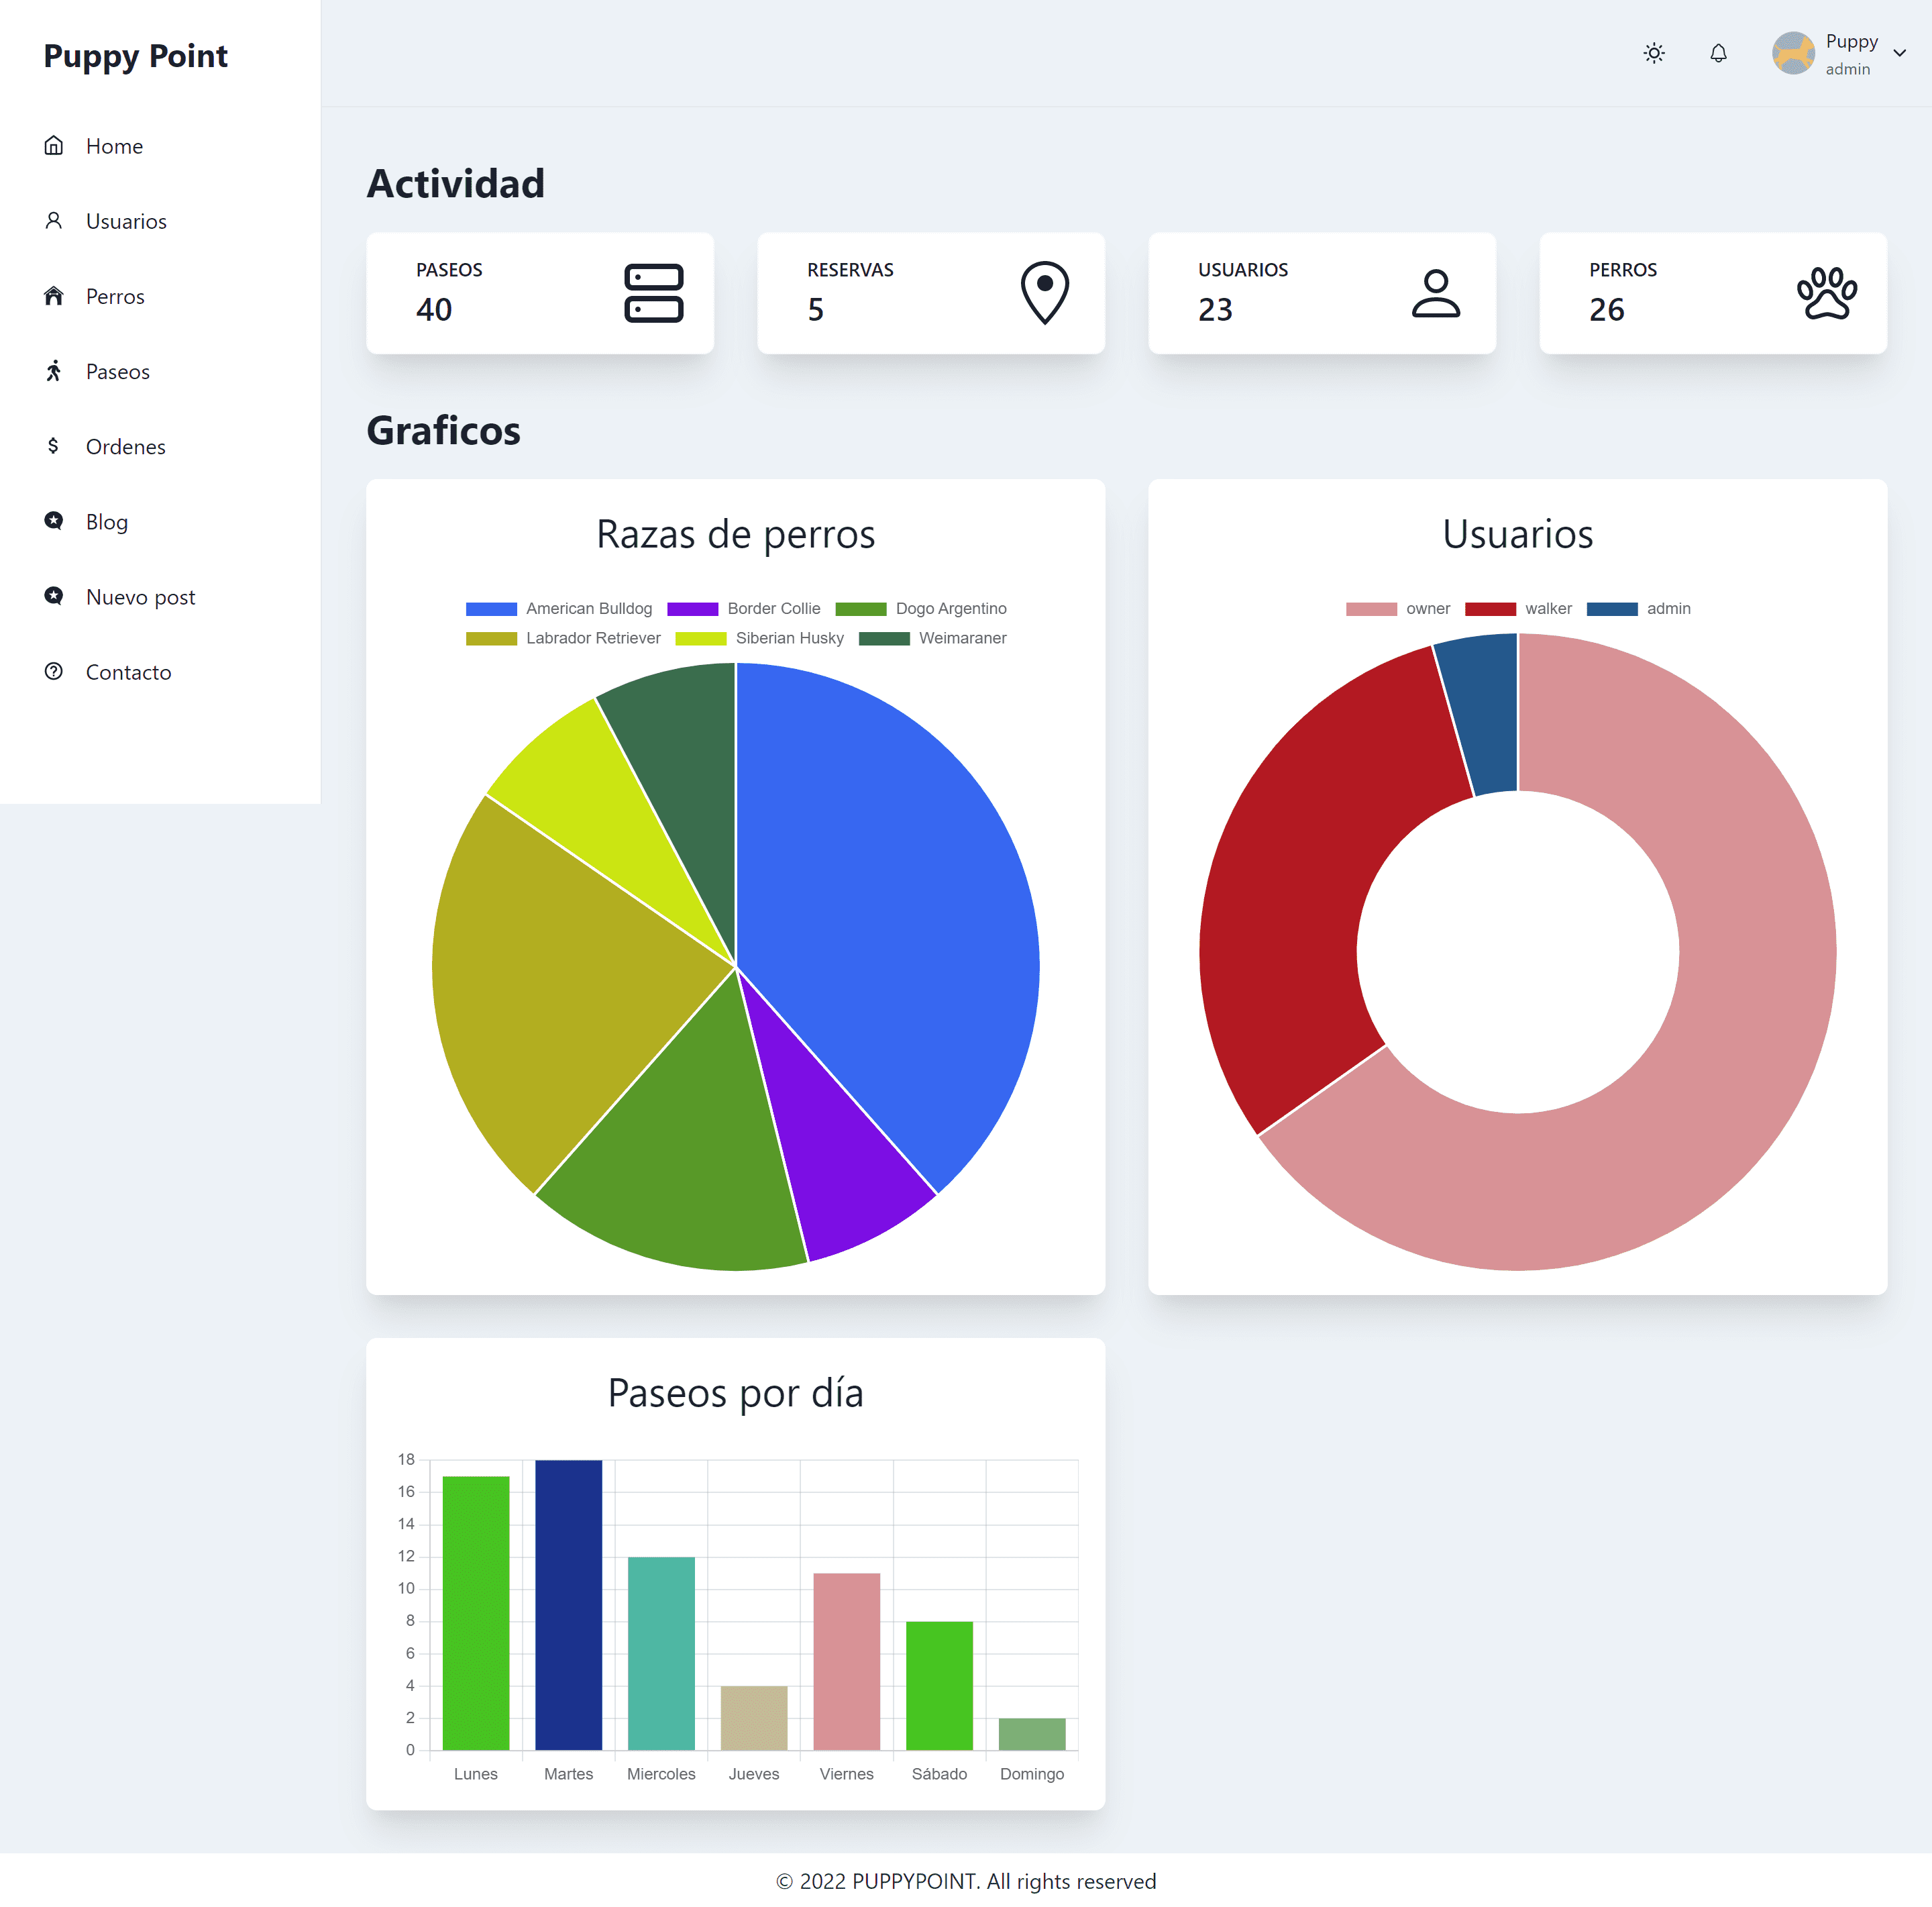 Puppy Point
Home
Usuarios
Perros
Paseos
Ordenes
Blog
Nuevo post
Contacto
Puppy
admin
Actividad
PASEOS
40
RESERVAS
5
USUARIOS
23
PERROS
26
Graficos
Razas de perros
American Bulldog Border Collie Dogo Argentino
Labrador Retriever Siberian Husky Weimaraner
Usuarios
owner walker admin
Paseos por día
18
16
14
12
10
8
6
4
2
0
Lunes Martes Miercoles Jueves Viernes Sábado Domingo
© 2022 PUPPYPOINT. All rights reserved